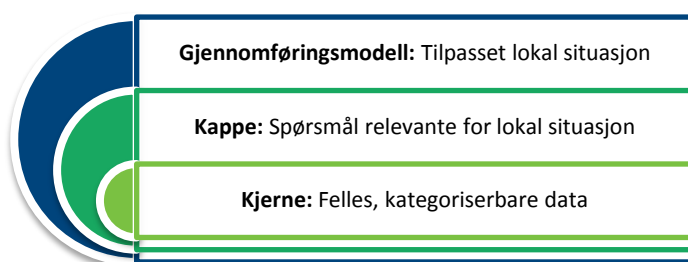 Gjennomføringsmodell: Tilpasset lokal situasjon
Kappe: Spørsmål relevante for lokal situasjon
Kjerne: Felles, kategoriserbare data